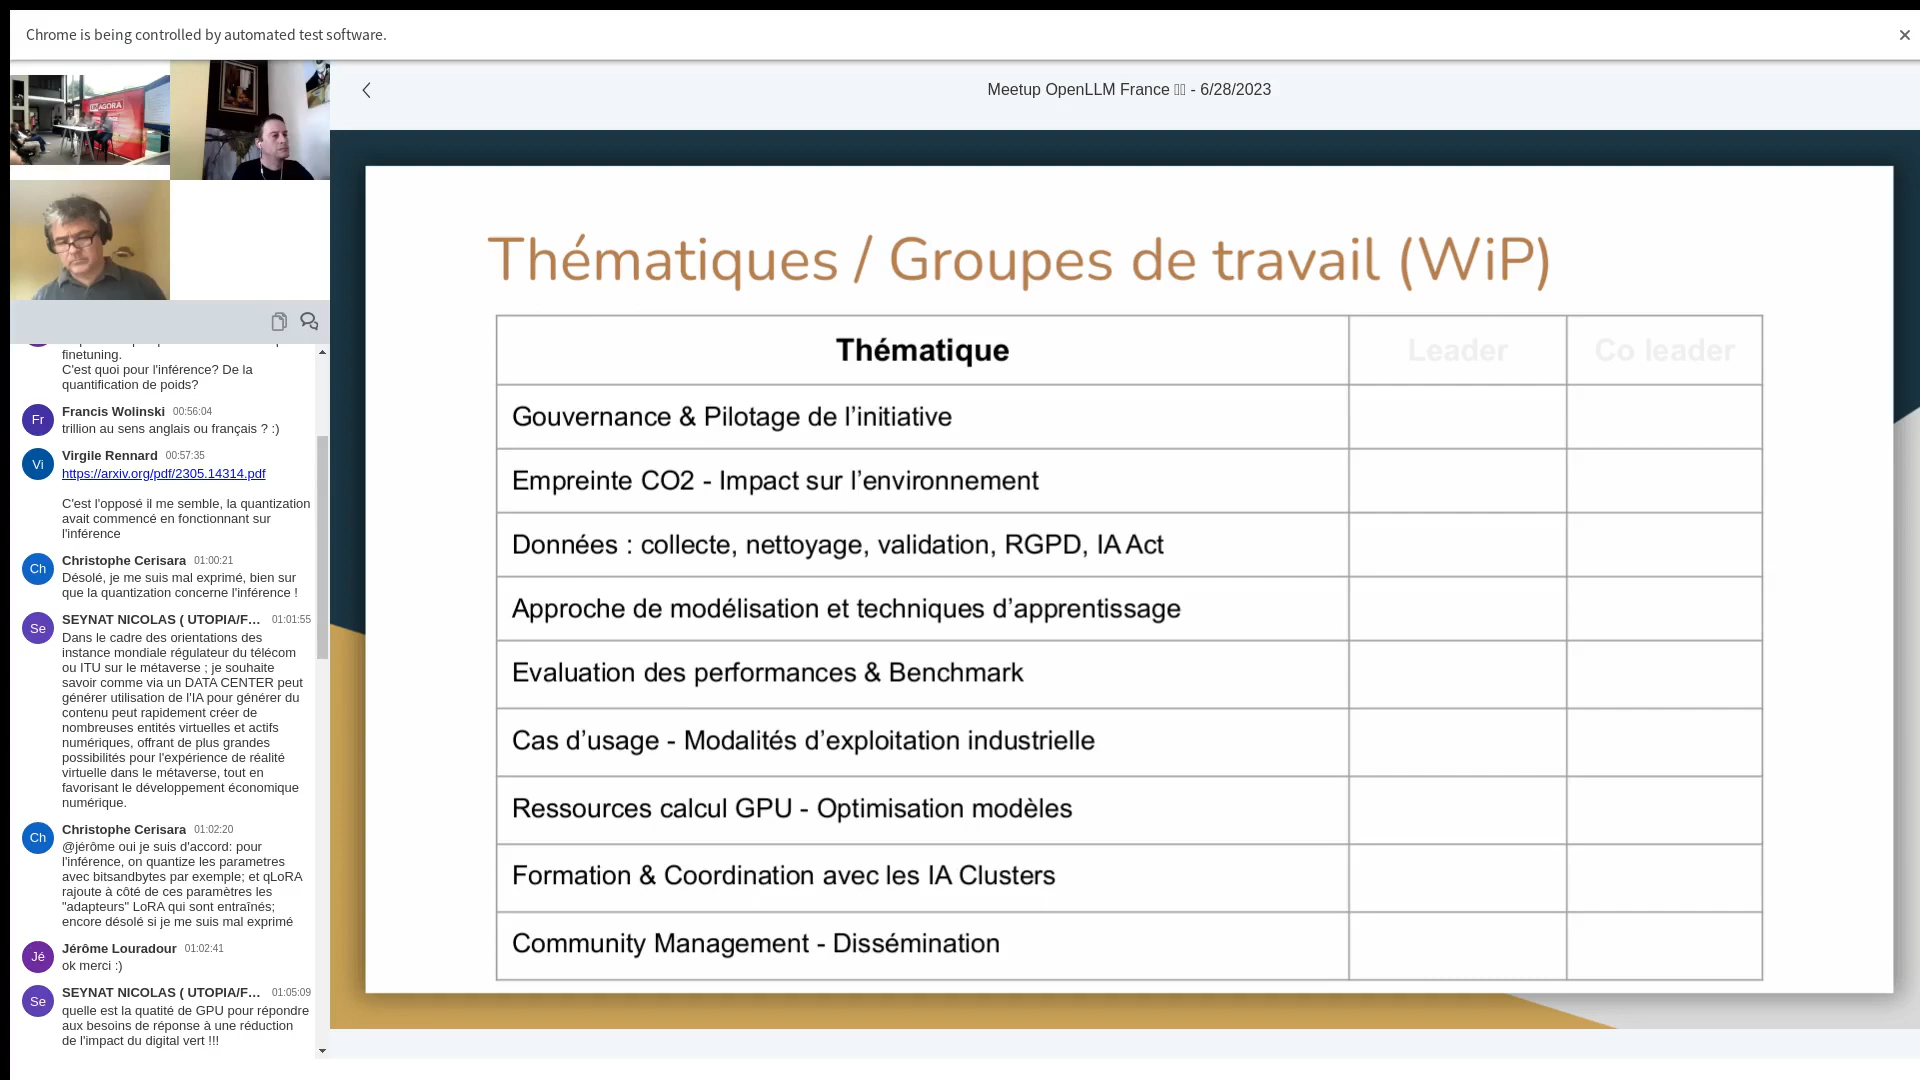 Chrome is being controlled by automated test software.
LINAGORA
Meetup OpenLLM France - 6/28/2023
finetuning.
C'est quoi pour l'inférence? De la
quantification de poids?
Fr
Francis Wolinski 00:56:04
trillion au sens anglais ou français ? :)
Vi
Virgile Rennard 00:57:35
https://arxiv.org/pdf/2305.14314.pdf
C'est l'opposé il me semble, la quantization
avait commencé en fonctionnant sur
l'inférence
Ch
Christophe Cerisara 01:00:21
Désolé, je me suis mal exprimé, bien sur
que la quantization concerne l'inférence !
Se
SEYNAT NICOLAS ( UTOPIA/F... 01:01:55
Dans le cadre des orientations des
instance mondiale régulateur du télécom
ou ITU sur le métaverse ; je souhaite
savoir comme via un DATA CENTER peut
générer utilisation de l'IA pour générer du
contenu peut rapidement créer de
nombreuses entités virtuelles et actifs
numériques, offrant de plus grandes
possibilités pour l'expérience de réalité
virtuelle dans le métaverse, tout en
favorisant le développement économique
numérique.
Ch
Christophe Cerisara 01:02:20
@jérôme oui je suis d'accord: pour
l'inférence, on quantize les parametres
avec bitsandbytes par exemple; et qLoRA
rajoute à côté de ces paramètres les
"adapteurs" LoRA qui sont entraînés;
encore désolé si je me suis mal exprimé
Jé
Jérôme Louradour 01:02:41
ok merci :)
Se
SEYNAT NICOLAS ( UTOPIA/F... 01:05:09
quelle est la quatité de GPU pour répondre
aux besoins de réponse à une réduction
de l'impact du digital vert !!!
Thématiques / Groupes de travail (WiP)
Thématique Leader Co leader
Gouvernance & Pilotage de l’initiative
Empreinte CO2 - Impact sur l’environnement
Données : collecte, nettoyage, validation, RGPD, IA Act
Approche de modélisation et techniques d’apprentissage
Evaluation des performances & Benchmark
Cas d’usage - Modalités d’exploitation industrielle
Ressources calcul GPU - Optimisation modèles
Formation & Coordination avec les IA Clusters
Community Management - Dissémination